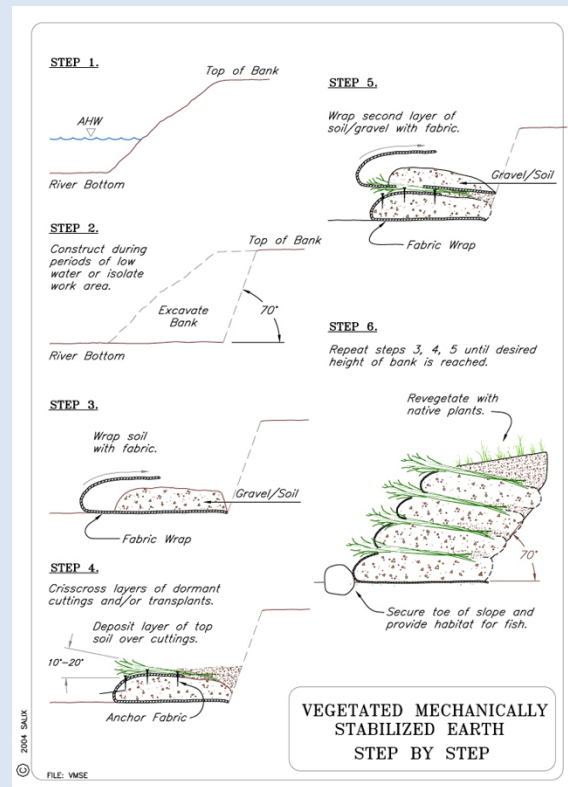 STEP 1.
Top of Bank
AHW
River Bottom
STEP 2.
Construct during
periods of low
water or isolate
work area.
Top of Bank
Excavate
Bank
70°
River Bottom
STEP 3.
Wrap soil
with fabric.
Gravel/Soil
Fabric Wrap
STEP 4.
Crisscross layers of dormant
cuttings and/or transplants.
Deposit layer of top
soil over cuttings.
10°-20°
Anchor Fabric
STEP 5.
Wrap second layer of
soil/gravel with fabric.
Gravel/Soil
Fabric Wrap
STEP 6.
Repeat steps 3, 4, 5 until desired
height of bank is reached.
Revegetate with
native plants.
70°
Secure toe of slope and
provide habitat for fish.
VEGETATED MECHANICALLY
STABILIZED EARTH
STEP BY STEP
© 2004 SALIX
FILE: VMSE